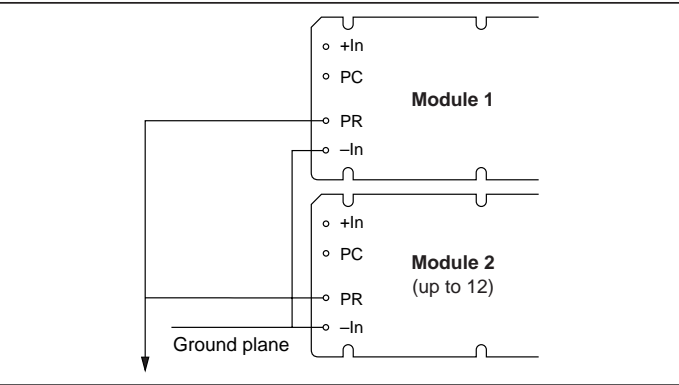 +In
PC
Module 1
PR
–In
+In
PC
Module 2
(up to 12)
PR
–In
Ground plane